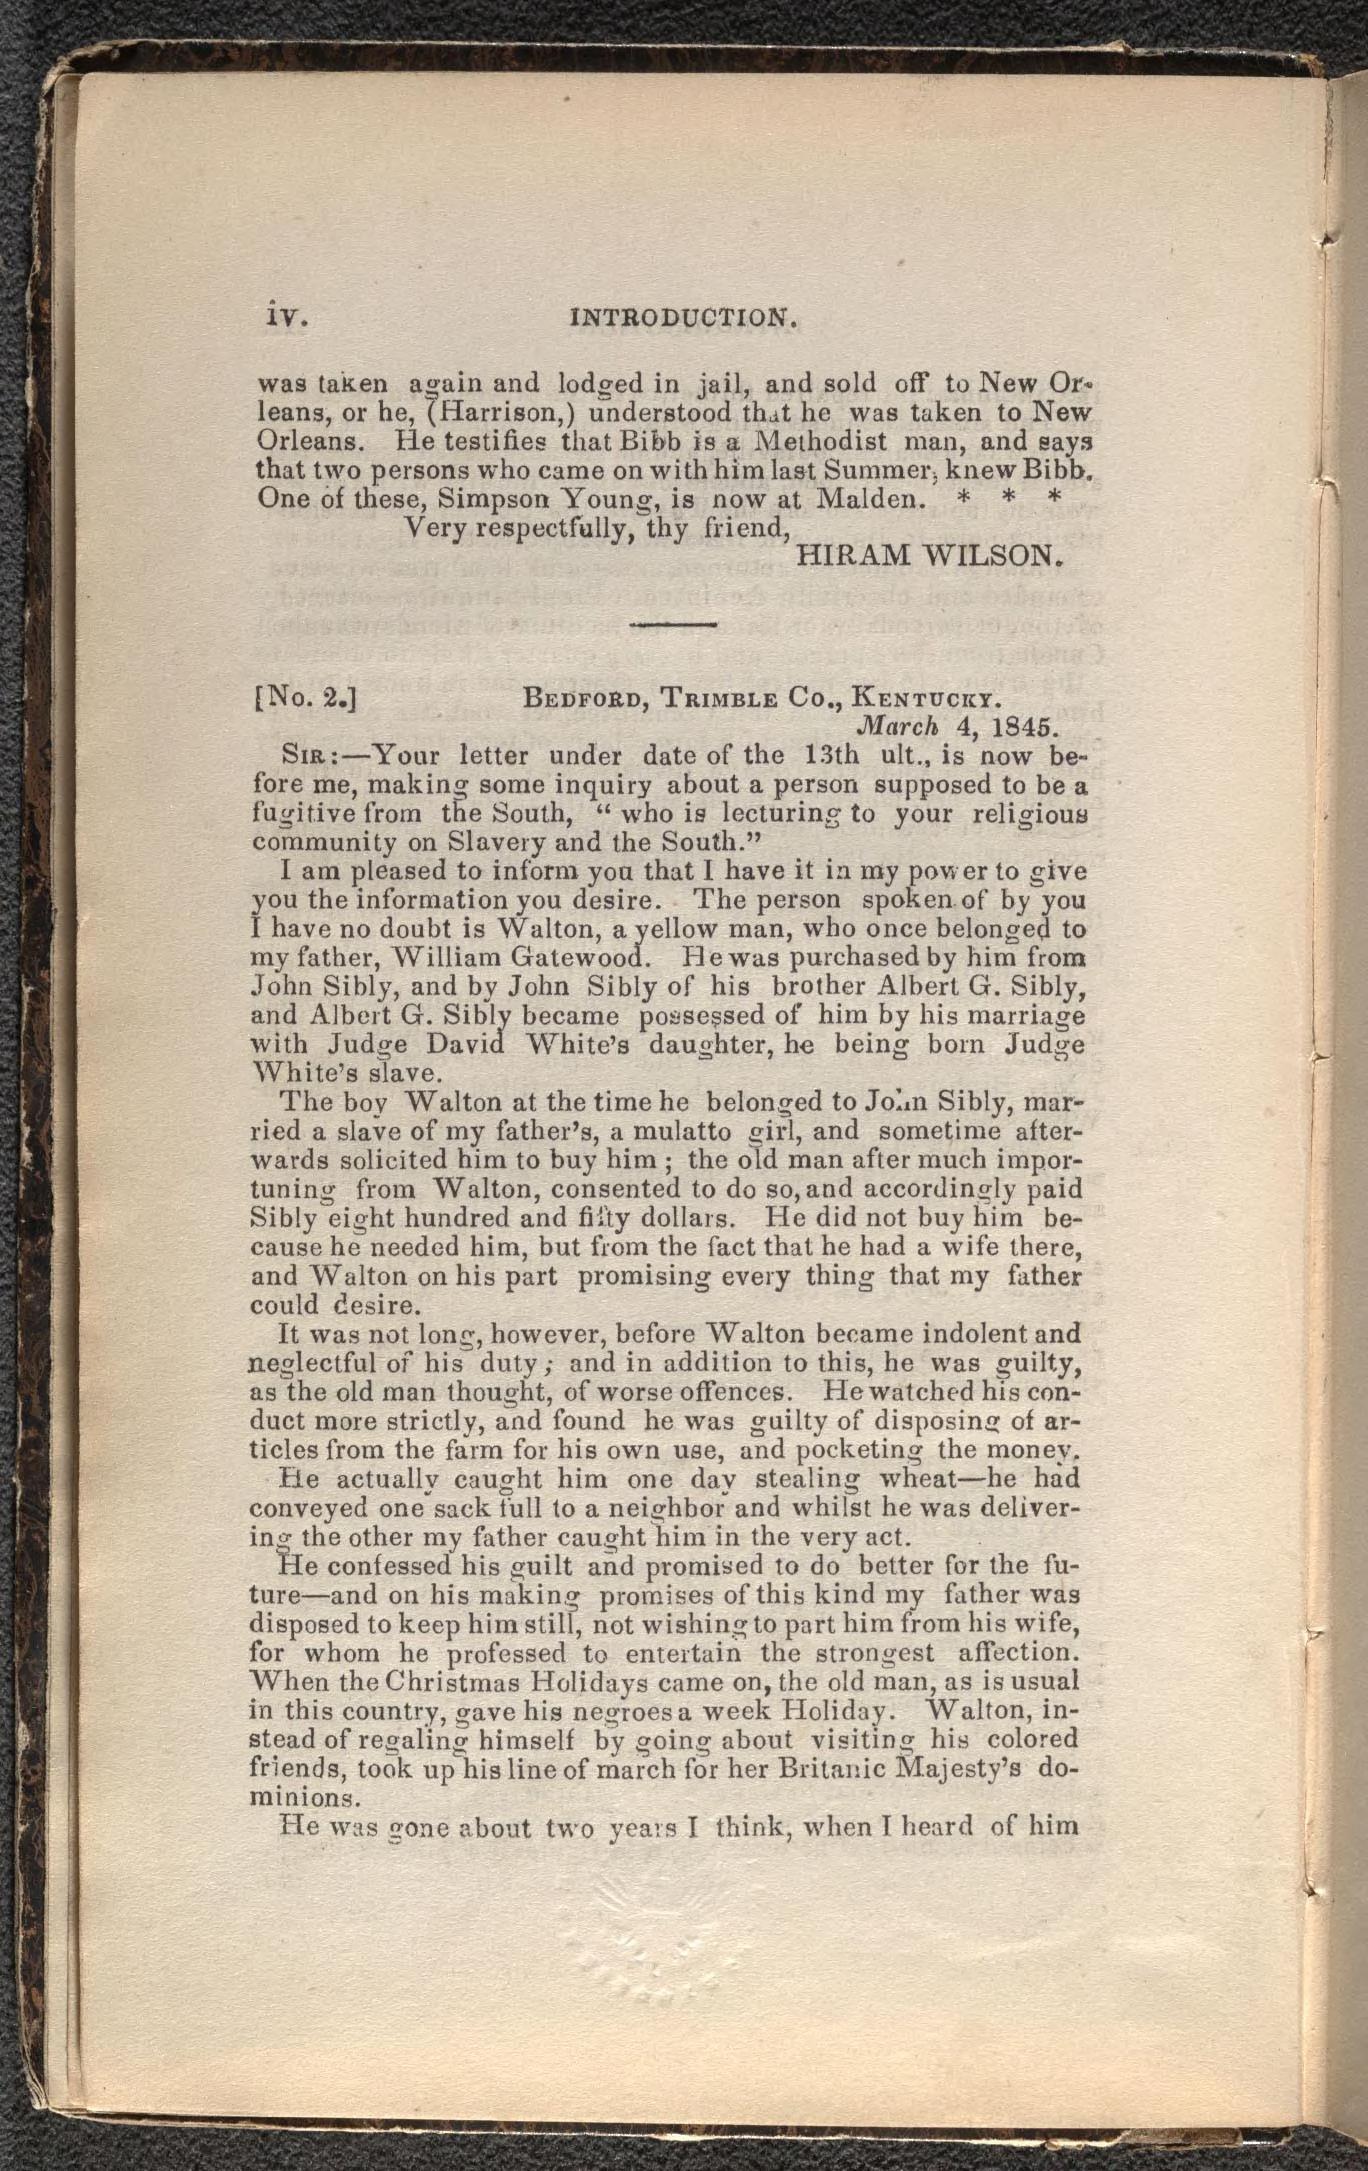 iv. INTRODUCTION.
was taken again and lodged in jail, and sold off to New Or-
leans, or he, (Harrison,) understood that he was taken to New
Orleans. He testifies that Bibb is a Methodist man, and says
that two persons who came on with him last Summer, knew Bibb.
One of these, Simpson Young, is now at Malden. * * *
Very respectfully, thy friend,
HIRAM WILSON.
[No. 2.] BEDFORD, TRIMBLE CO., KENTUCKY.
March 4, 1845.
SIR:—Your letter under date of the 13th ult., is now be-
fore me, making some inquiry about a person supposed to be a
fugitive from the South, “ who is lecturing to your religious
community on Slavery and the South.”
I am pleased to inform you that I have it in my power to give
you the information you desire. The person spoken of by you
I have no doubt is Walton, a yellow man, who once belonged to
my father, William Gatewood. He was purchased by him from
John Sibly, and by John Sibly of his brother Albert G. Sibly,
and Albert G. Sibly became possessed of him by his marriage
with Judge David White’s daughter, he being born Judge
White’s slave.
The boy Walton at the time he belonged to John Sibly, mar-
ried a slave of my father’s, a mulatto girl, and sometime after-
wards solicited him to buy him ; the old man after much impor-
tuning from Walton, consented to do so, and accordingly paid
Sibly eight hundred and fifty dollars. He did not buy him be-
cause he needed him, but from the fact that he had a wife there,
and Walton on his part promising every thing that my father
could desire.
It was not long, however, before Walton became indolent and
neglectful of his duty ; and in addition to this, he was guilty,
as the old man thought, of worse offences. He watched his con-
duct more strictly, and found he was guilty of disposing of ar-
ticles from the farm for his own use, and pocketing the money.
He actually caught him one day stealing wheat—he had
conveyed one sack full to a neighbor and whilst he was deliver-
ing the other my father caught him in the very act.
He confessed his guilt and promised to do better for the fu-
ture—and on his making promises of this kind my father was
disposed to keep him still, not wishing to part him from his wife,
for whom he professed to entertain the strongest affection.
When the Christmas Holidays came on, the old man, as is usual
in this country, gave his negroes a week Holiday. Walton, in-
stead of regaling himself by going about visiting his colored
friends, took up his line of march for her Britanic Majesty’s do-
minions.
He was gone about two years I think, when I heard of him